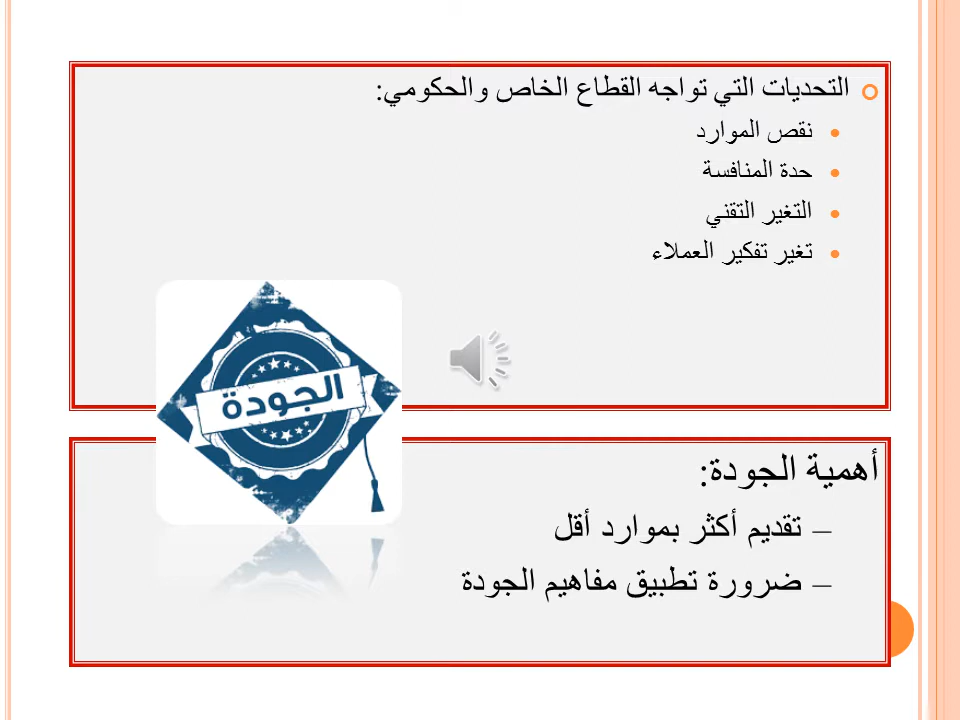 التحديات التي تواجه القطاع الخاص والحكومي:
نقص الموارد
حدة المنافسة
التغير التقني
تغير تفكير العملاء
الجودة
أهمية الجودة:
– تقديم أكثر بموارد أقل
– ضرورة تطبيق مفاهيم الجودة